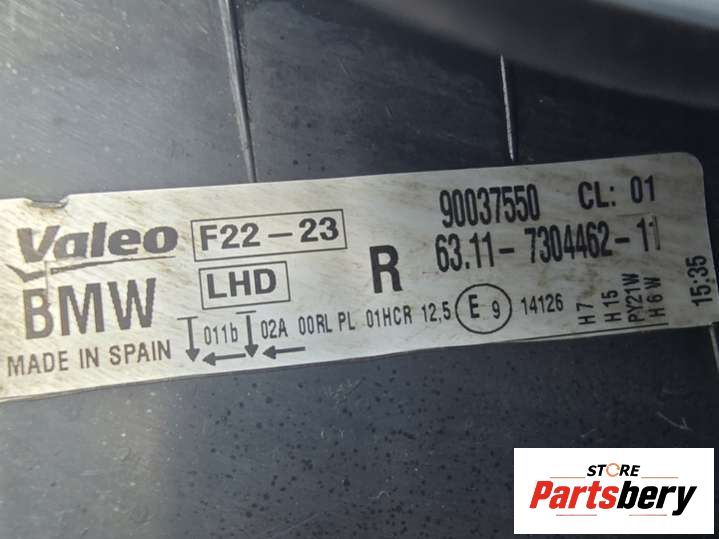 Valeo F22-23
BMW LHD R
MADE IN SPAIN
90037550 CL: 01
63.11-7304462-11
011b 02A 00RL PL 01HCR 12,5 E 9 14126
H7
H15
PY21W
H6W
15:35
STORE
Partsbery